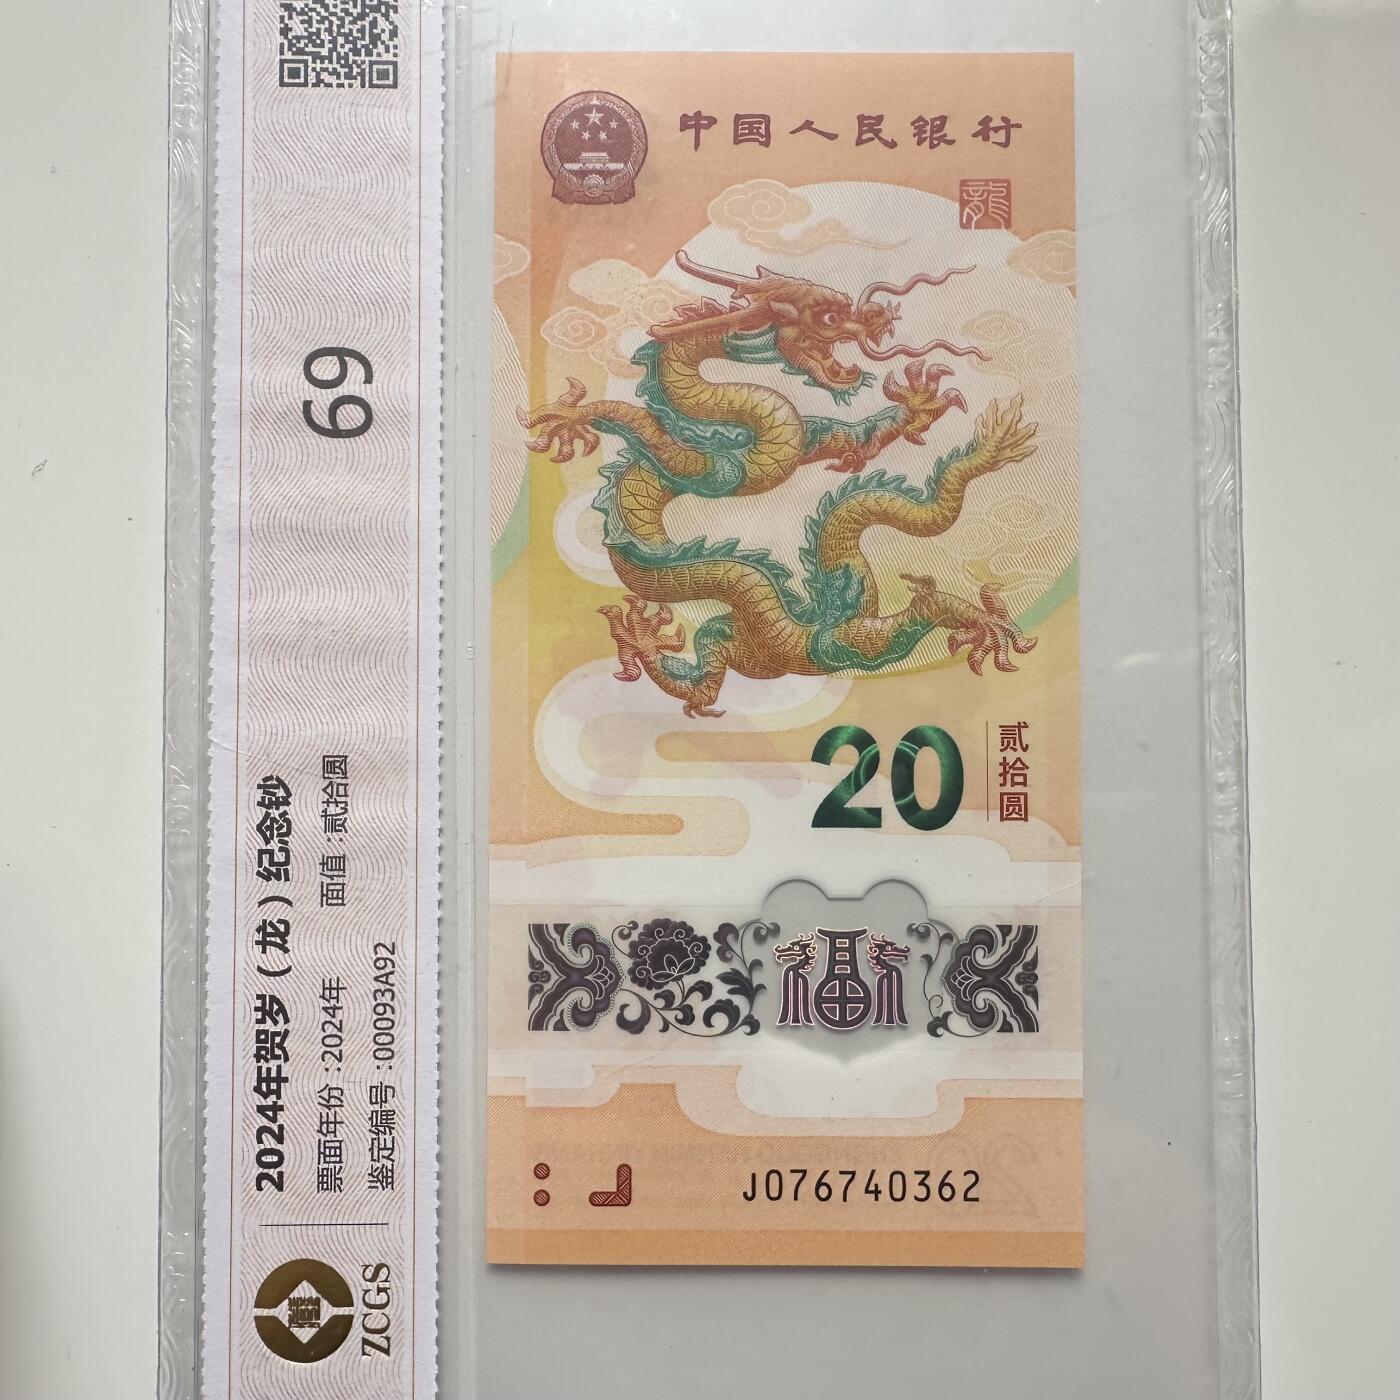 中国人民银行
龍
20
贰拾圆
福
J076740362
69
2024年贺岁（龙）纪念钞
票面年份:2024年 面值:贰拾圆
鉴定编号:00093A92
ZCGS